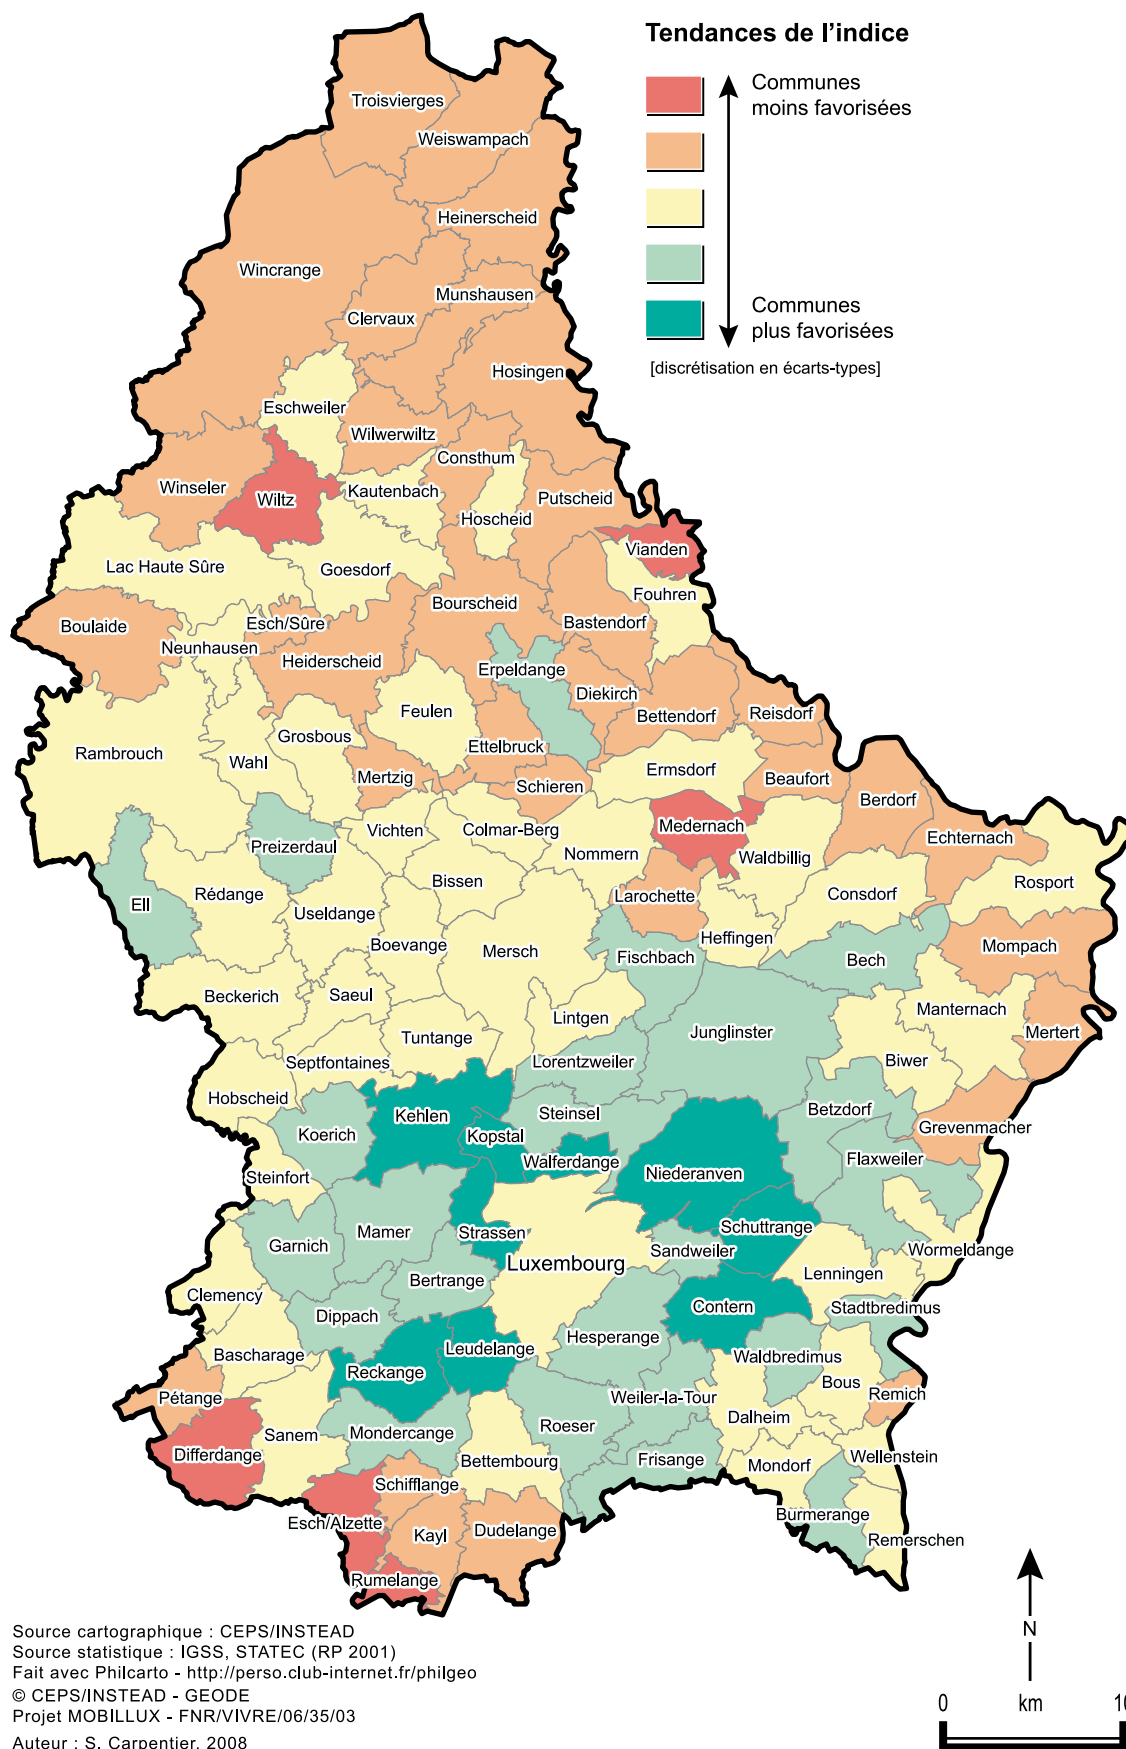 Tendances de l'indice
Communes
moins favorisées
Communes
plus favorisées
[discrétisation en écarts-types]
Troisvierges
Weiswampach
Heinerscheid
Wincrange
Munshausen
Clervaux
Hosingen
Eschweiler
Wilwerwiltz
Consthum
Winseler
Wiltz
Kautenbach
Putscheid
Hoscheid
Vianden
Lac Haute Sûre
Goesdorf
Fouhren
Bourscheid
Boulaide
Esch/Sûre
Bastendorf
Neunhausen
Heiderscheid
Erpeldange
Diekirch
Feulen
Bettendorf
Reisdorf
Grosbous
Ettelbruck
Rambrouch
Wahl
Mertzig
Ermsdorf
Beaufort
Schieren
Berdorf
Medernach
Vichten
Colmar-Berg
Echternach
Preizerdaul
Nommern
Waldbillig
Bissen
Rosport
Rédange
Consdorf
Larochette
Ell
Useldange
Heffingen
Boevange
Mersch
Mompach
Fischbach
Bech
Beckerich
Saeul
Manternach
Lintgen
Junglinster
Mertert
Tuntange
Septfontaines
Lorentzweiler
Biwer
Hobscheid
Betzdorf
Kehlen
Steinsel
Grevenmacher
Koerich
Kopstal
Flaxweiler
Walferdange
Niederanven
Steinfort
Schuttrange
Mamer
Strassen
Garnich
Sandweiler
Wormeldange
Luxembourg
Lenningen
Bertrange
Clemency
Contern
Stadtbredimus
Dippach
Hesperange
Leudelange
Bascharage
Waldbredimus
Reckange
Bous
Pétange
Weiler-la-Tour
Remich
Dalheim
Roeser
Mondercange
Sanem
Differdange
Wellenstein
Bettembourg
Frisange
Mondorf
Schifflange
Burmerange
Esch/Alzette
Kayl
Dudelange
Remerschen
Rumelange
Source cartographique : CEPS/INSTEAD
Source statistique : IGSS, STATEC (RP 2001)
Fait avec Philcarto - http://perso.club-internet.fr/philgeo
© CEPS/INSTEAD - GEODE
Projet MOBILLUX - FNR/VIVRE/06/35/03
Auteur : S. Carpentier, 2008
N
0 km 10